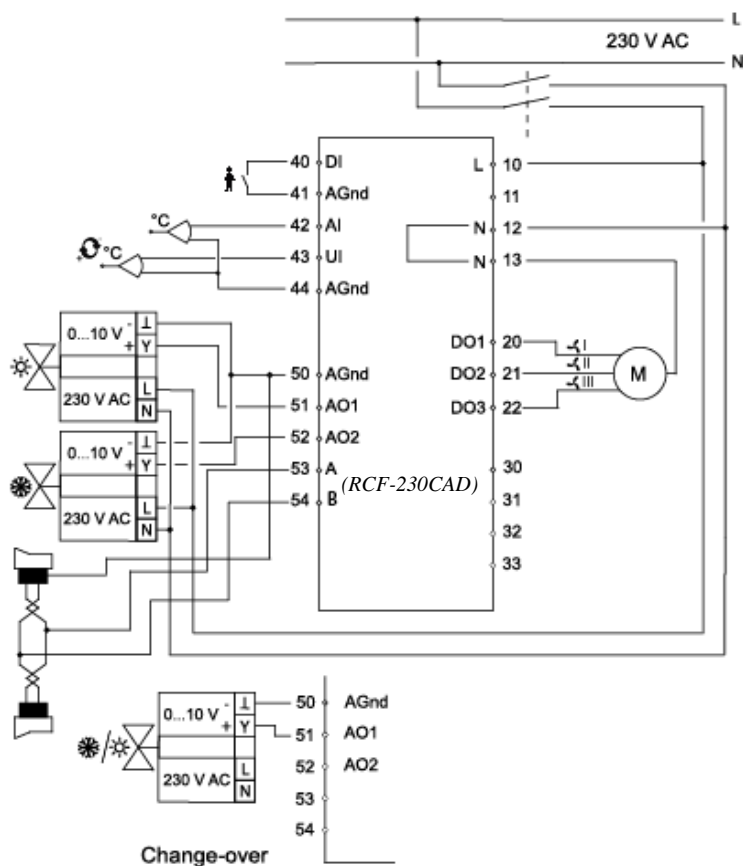 L
230 V AC
N
40 DI
41 AGnd
42 AI
43 UI
44 AGnd
°C
°C
L 10
11
N 12
N 13
0...10 V - ⊥
+ Y
L
230 V AC N
0...10 V - ⊥
+ Y
L
230 V AC N
50 AGnd
51 AO1
52 AO2
53 A
54 B
(RCF-230CAD)
DO1 20 I
DO2 21 II
DO3 22 III
M
30
31
32
33
0...10 V - ⊥
+ Y
L
230 V AC N
50 AGnd
51 AO1
52 AO2
53
54
Change-over